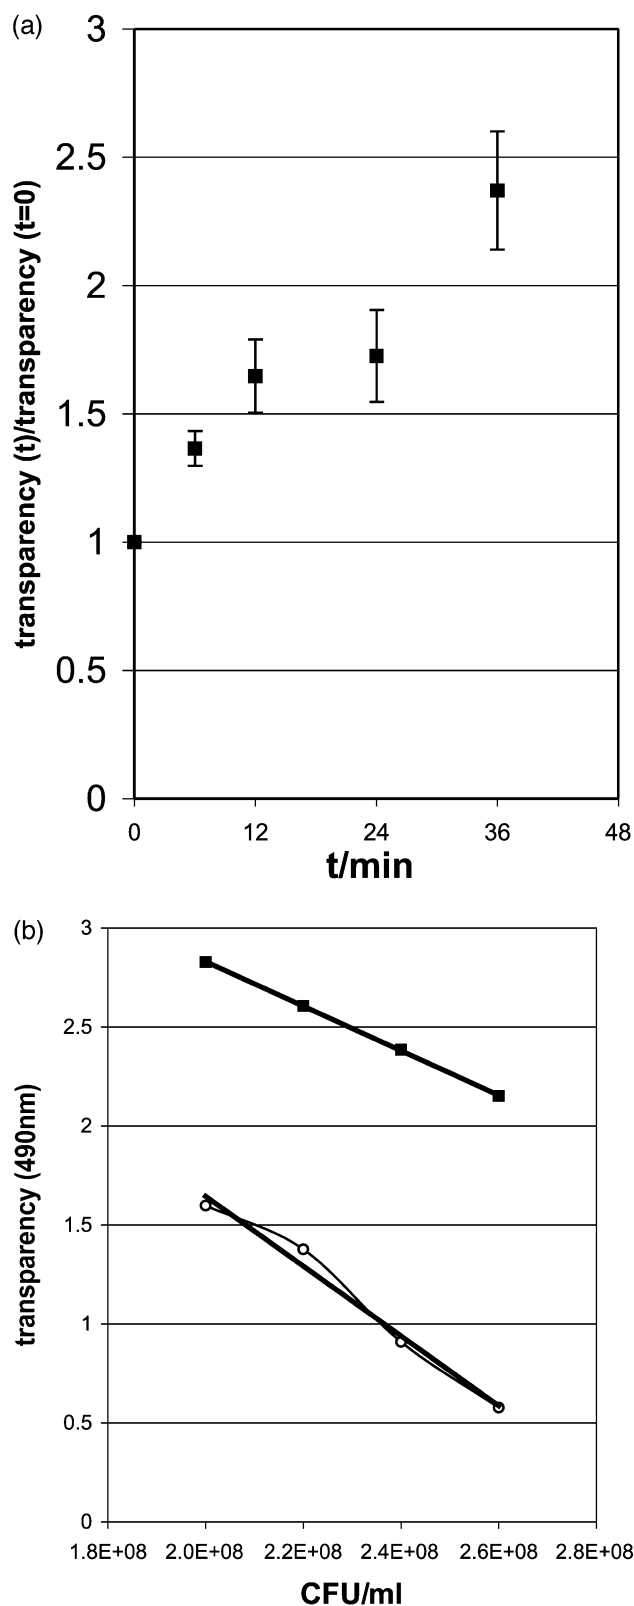 (a)
transparency (t)/transparency (t=0)
3
2.5
2
1.5
1
0.5
0
0 12 24 36 48
t/min
(b)
transparency (490nm)
3
2.5
2
1.5
1
0.5
0
1.8E+08 2.0E+08 2.2E+08 2.4E+08 2.6E+08 2.8E+08
CFU/ml